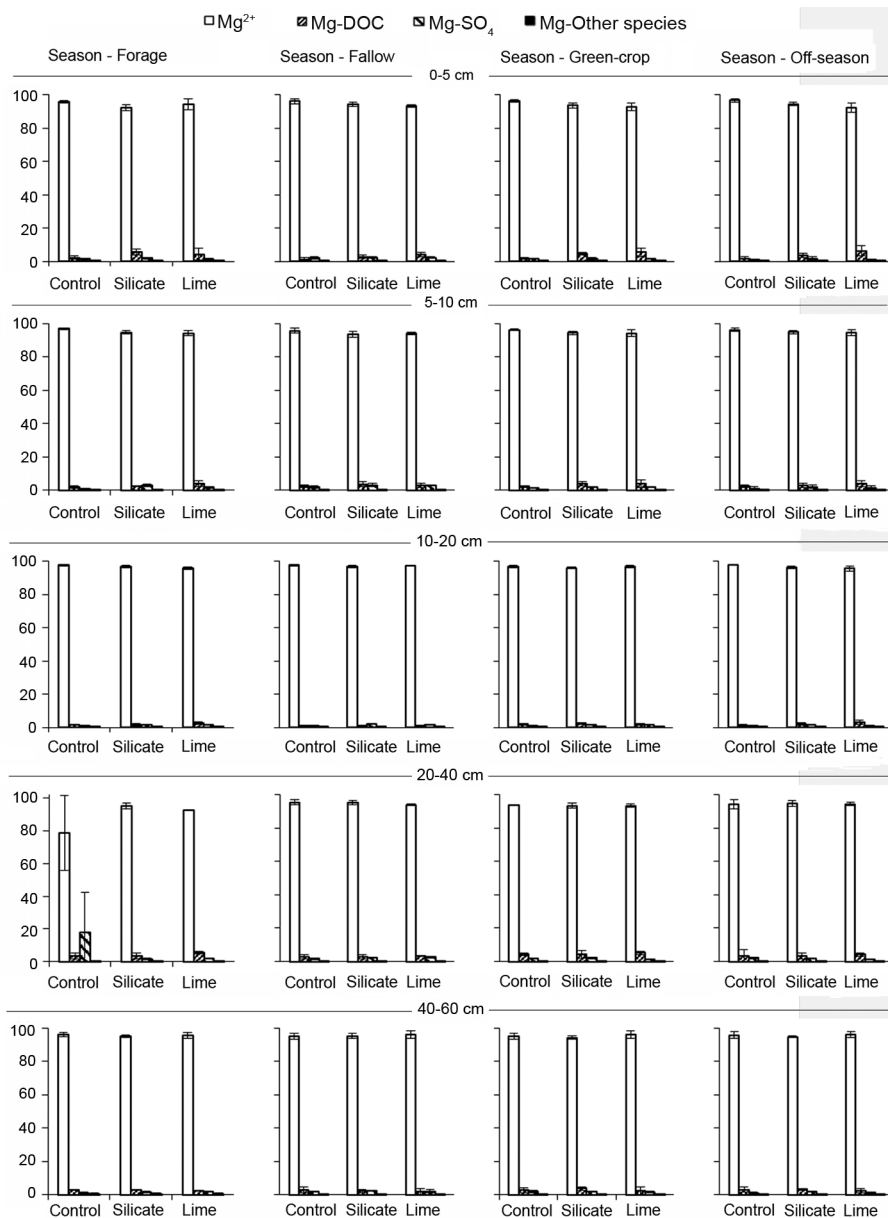 Mg²⁺ Mg-DOC Mg-SO₄ Mg-Other species
Season - Forage Season - Fallow Season - Green-crop Season - Off-season
0-5 cm
100
80
60
40
20
0
Control Silicate Lime Control Silicate Lime Control Silicate Lime Control Silicate Lime
5-10 cm
100
80
60
40
20
0
Control Silicate Lime Control Silicate Lime Control Silicate Lime Control Silicate Lime
10-20 cm
100
80
60
40
20
0
Control Silicate Lime Control Silicate Lime Control Silicate Lime Control Silicate Lime
20-40 cm
100
80
60
40
20
0
Control Silicate Lime Control Silicate Lime Control Silicate Lime Control Silicate Lime
40-60 cm
100
80
60
40
20
0
Control Silicate Lime Control Silicate Lime Control Silicate Lime Control Silicate Lime